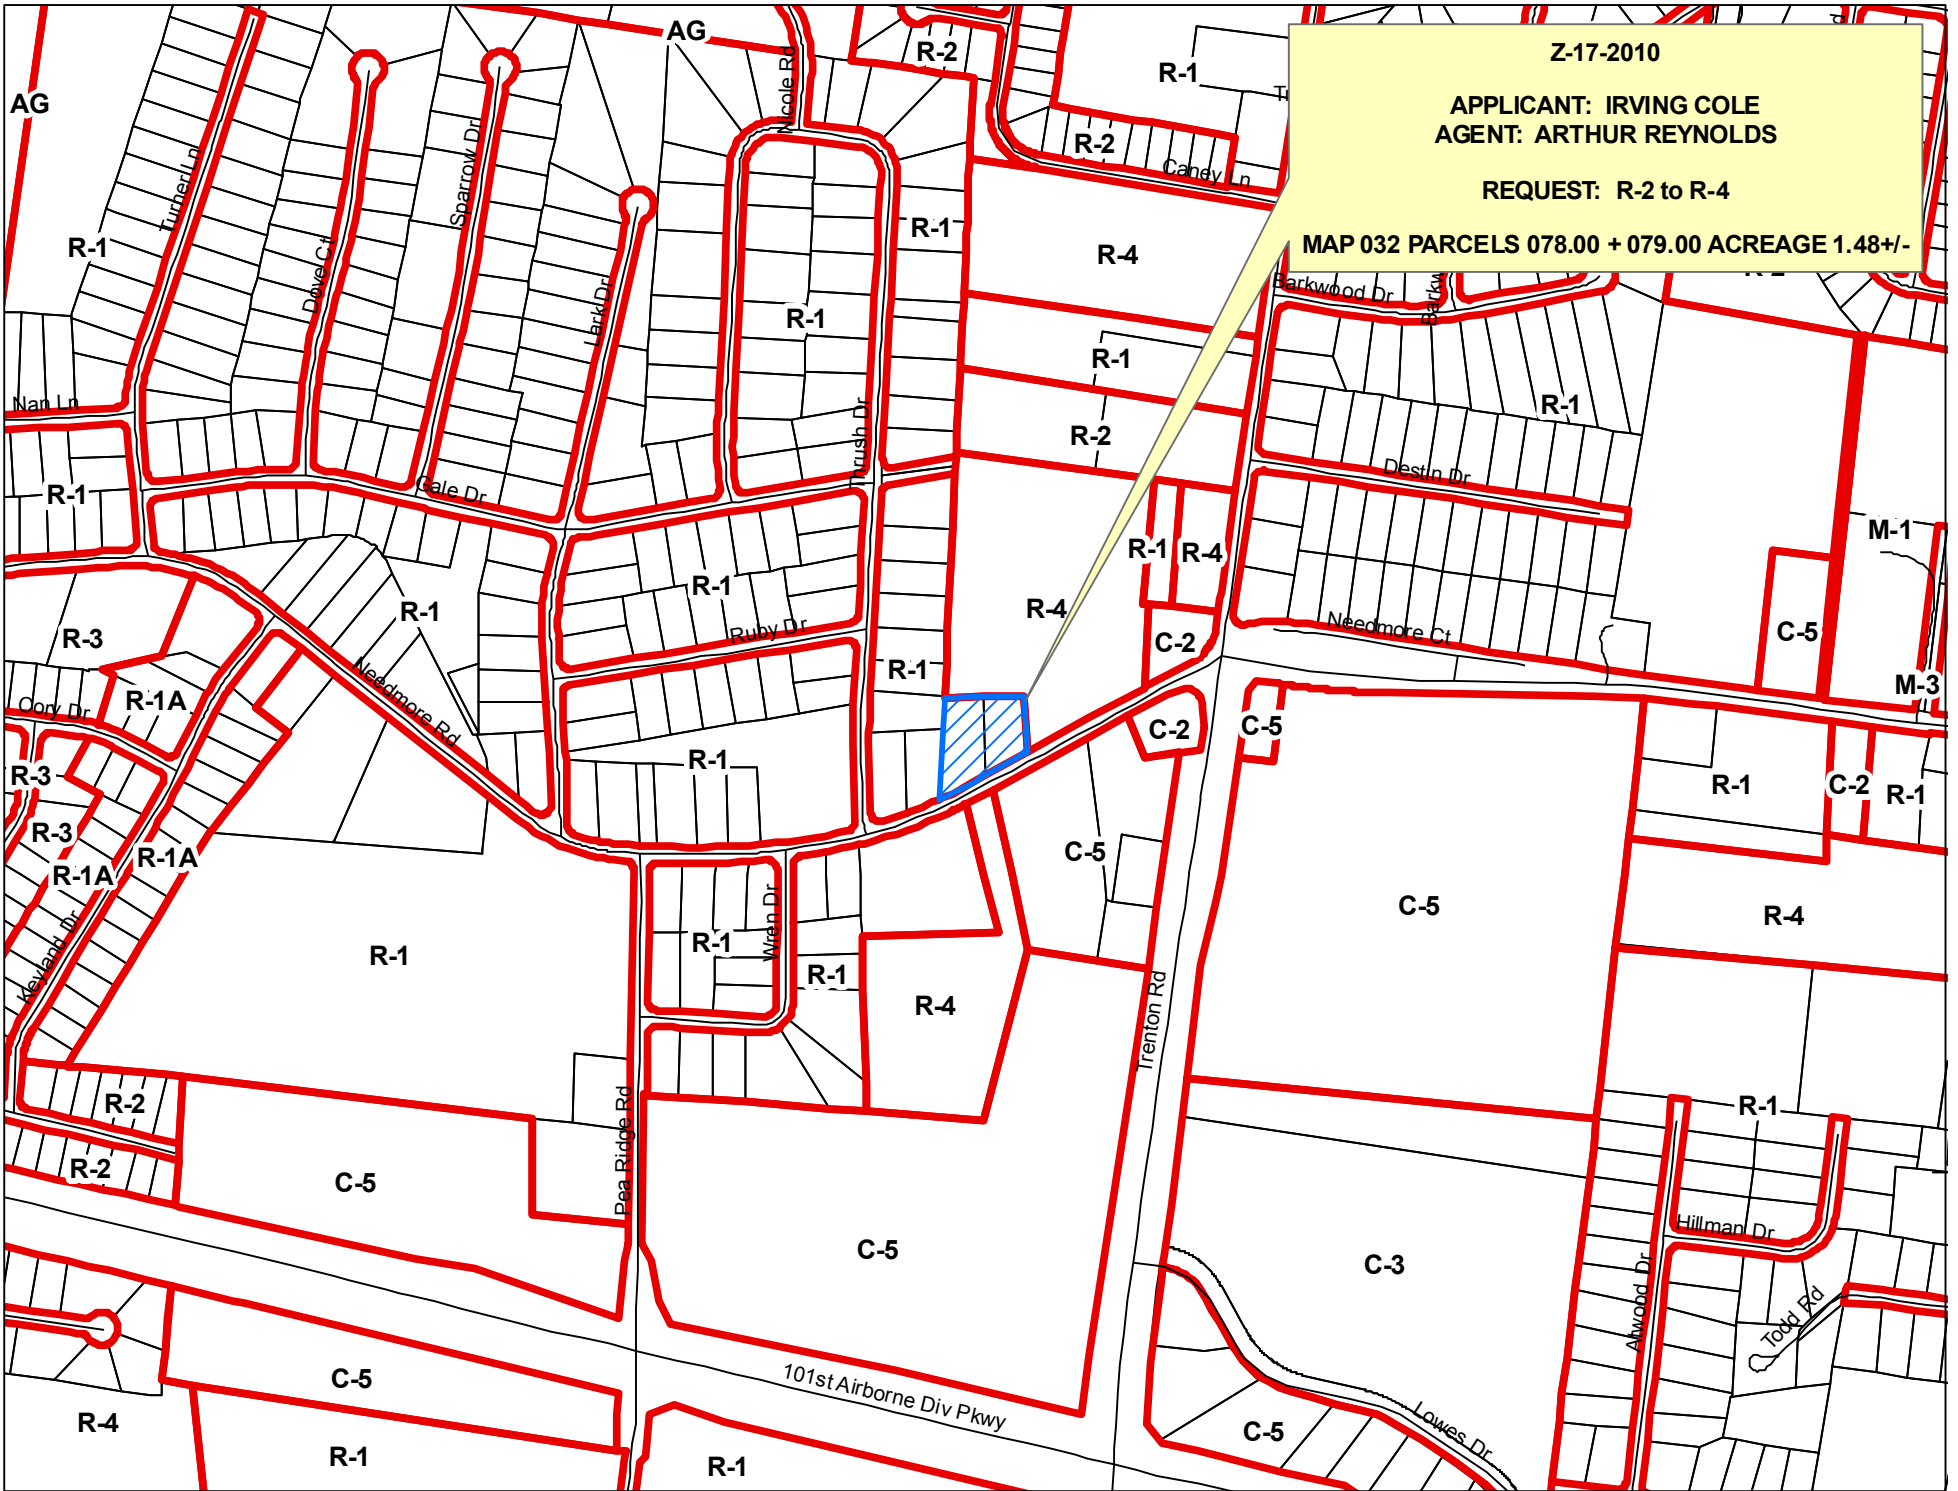 Z-17-2010
APPLICANT: IRVING COLE
AGENT: ARTHUR REYNOLDS
REQUEST: R-2 to R-4
MAP 032 PARCELS 078.00 + 079.00 ACREAGE 1.48+/-
AG
AG
R-2
R-1
R-2
Caney Ln
Nicole Rd
Turner Ln
Dove Ct
Sparrow Dr
Lark Dr
R-1
R-1
R-1
R-4
Barkwood Dr
R-2
R-1
R-1
R-2
Nan Ln
Thrush Dr
Gale Dr
Destin Dr
R-1
M-1
R-1
R-4
R-1
R-1
R-4
Needmore Ct
C-5
R-3
Ruby Dr
C-2
R-1
M-3
R-1A
Oory Dr
Needmore Rd
C-2
C-5
R-1
R-3
R-1
C-2
R-1
R-3
R-1A
R-1A
C-5
C-5
R-4
Keyland Dr
R-1
R-1
Wren Dr
R-1
R-4
Trenton Rd
R-2
R-2
Pea Ridge Rd
C-5
C-5
C-3
R-1
Hillman Dr
Atwood Dr
Todd Rd
C-5
101st Airborne Div Pkwy
R-4
R-1
R-1
C-5
Lowes Dr